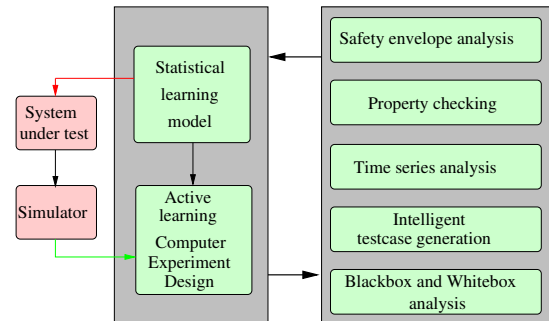 Statistical
learning
model
System
under test
Simulator
Active
learning
Computer
Experiment
Design
Safety envelope analysis
Property checking
Time series analysis
Intelligent
testcase generation
Blackbox and Whitebox
analysis